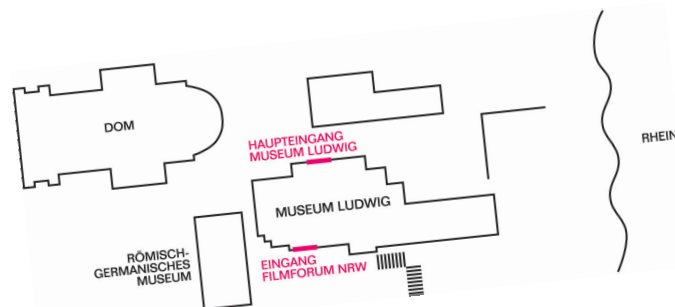 DOM
HAUPTEINGANG
MUSEUM LUDWIG
RHEIN
MUSEUM LUDWIG
RÖMISCH-
GERMANISCHES
MUSEUM
EINGANG
FILMFORUM NRW